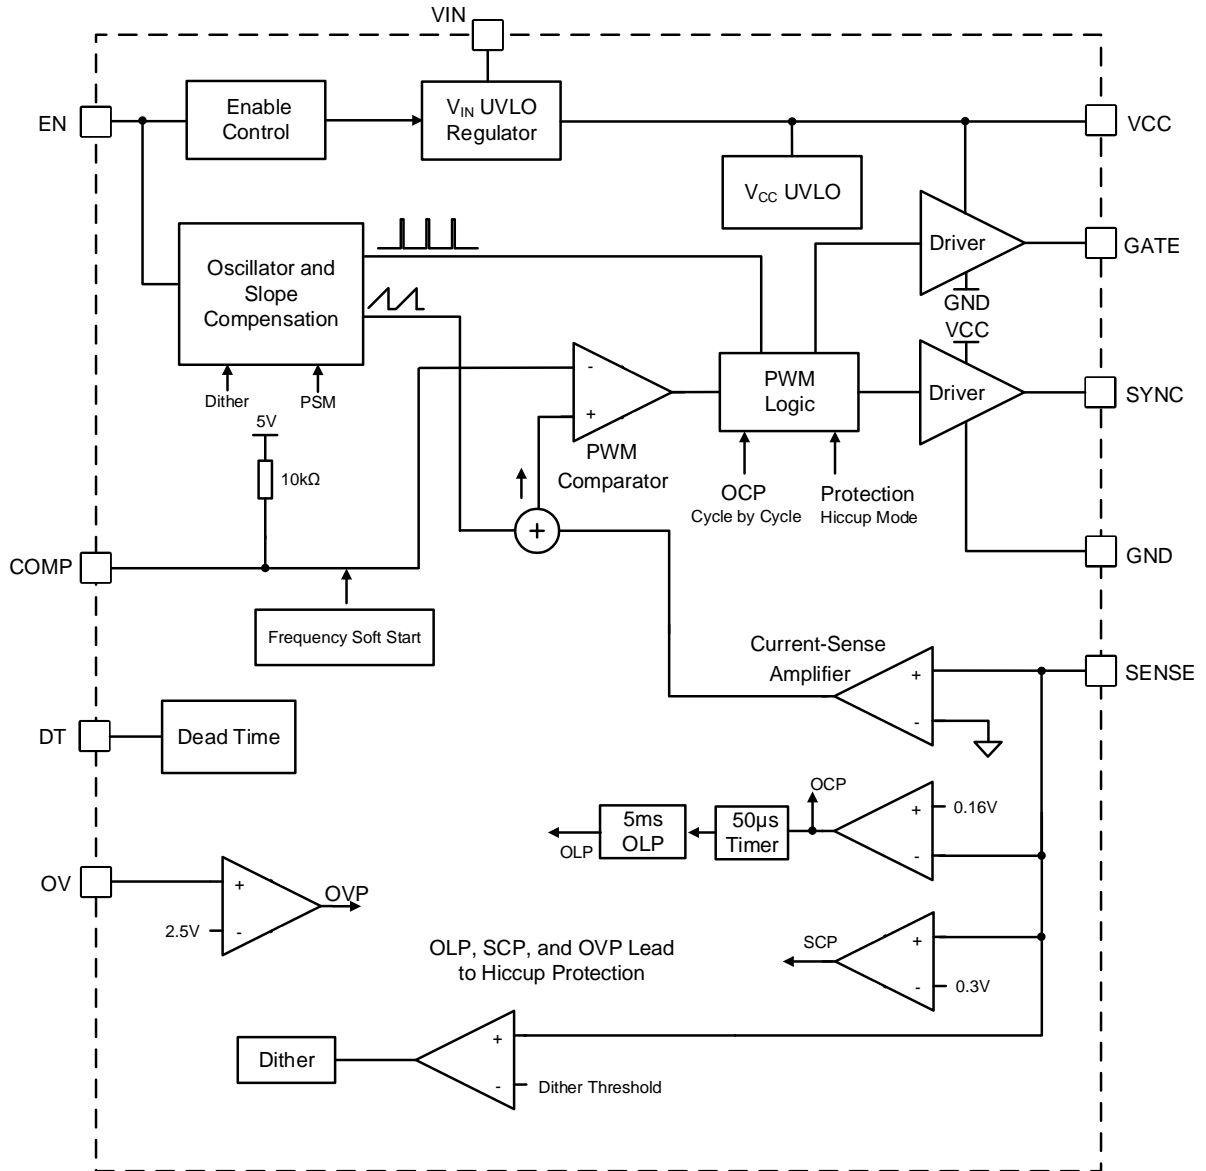 VIN
EN
Enable
Control
VIN UVLO
Regulator
VCC
VCC UVLO
Driver
GATE
GND
Oscillator and
Slope
Compensation
Dither
PSM
VCC
Driver
SYNC
-
+
PWM
Comparator
PWM
Logic
OCP
Cycle by Cycle
Protection
Hiccup Mode
5V
10kΩ
+
COMP
GND
Frequency Soft Start
Current-Sense
Amplifier
+
-
SENSE
DT
Dead Time
OCP
5ms
OLP
50µs
Timer
OLP
+
-
0.16V
OV
+
-
2.5V
OVP
OLP, SCP, and OVP Lead
to Hiccup Protection
SCP
+
-
0.3V
Dither
+
-
Dither Threshold